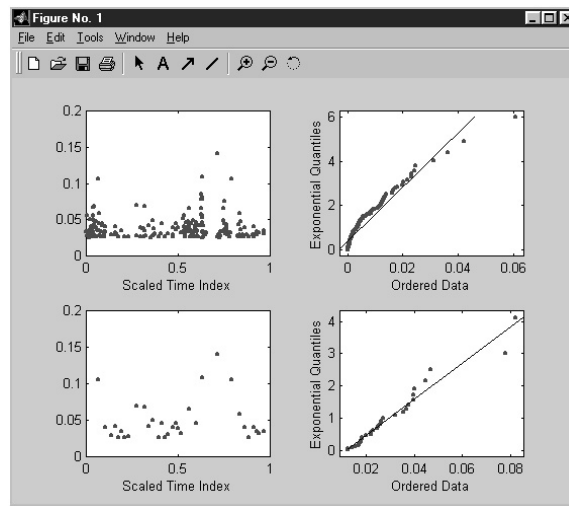 Figure No. 1
File Edit Tools Window Help
A
0.2
0.15
0.1
0.05
0
0 0.5 1
Scaled Time Index
6
4
2
0
Exponential Quantiles
0 0.02 0.04 0.06
Ordered Data
0.2
0.15
0.1
0.05
0
0 0.5 1
Scaled Time Index
4
3
2
1
0
Exponential Quantiles
0.02 0.04 0.06 0.08
Ordered Data